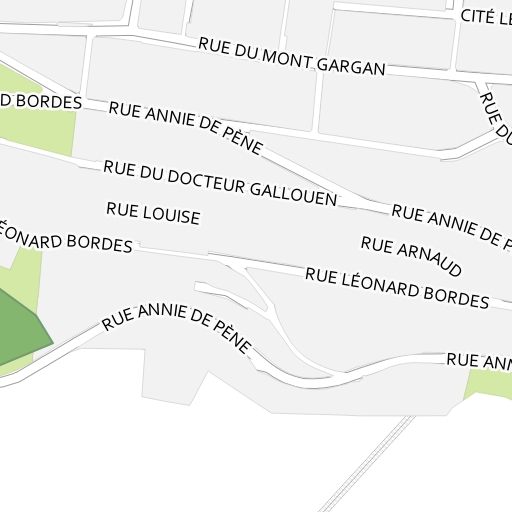 CITÉ LE
RUE DU MONT GARGAN
RUE DU
D BORDES
RUE ANNIE DE PÈNE
RUE DU DOCTEUR GALLOUEN
RUE LOUISE
RUE ANNIE DE P
RUE ARNAUD
ÉONARD BORDES
RUE LÉONARD BORDES
RUE ANNIE DE PÈNE
RUE ANN